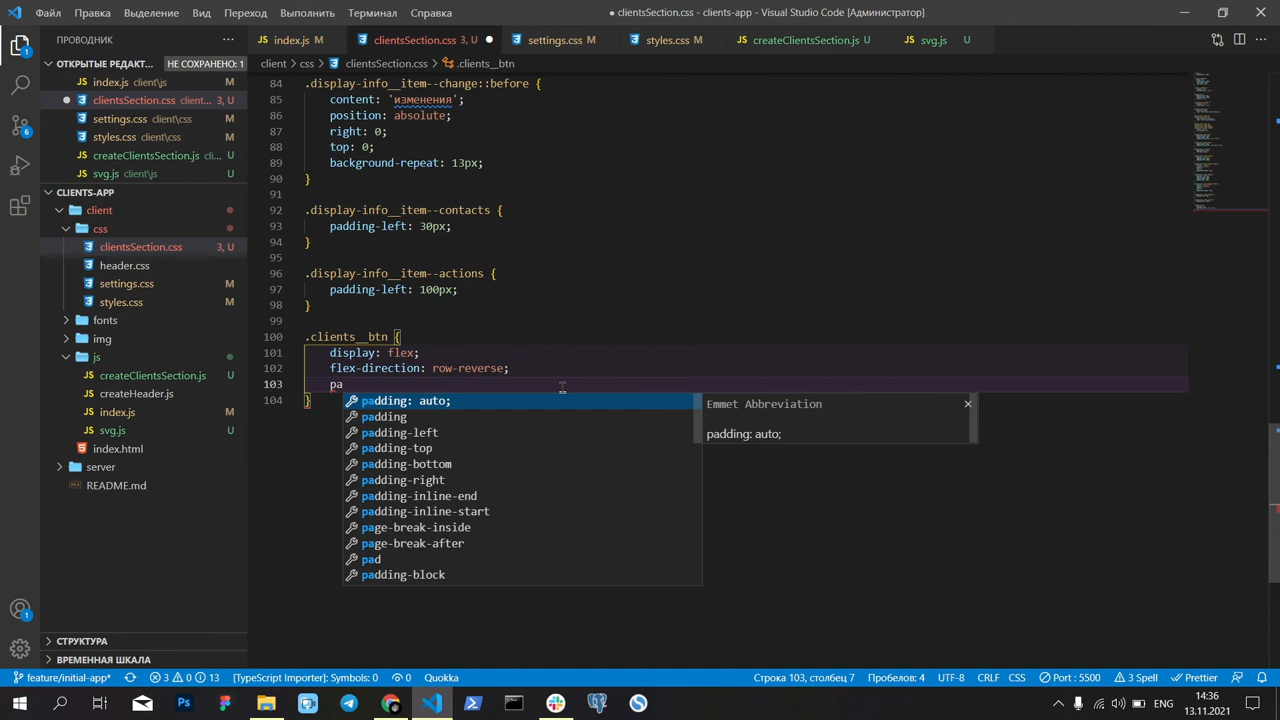 Файл Правка Выделение Вид Переход Выполнить Терминал Справка
● clientsSection.css - clients-app - Visual Studio Code [Администратор]
ПРОВОДНИК
index.js M
clientsSection.css 3, U
settings.css M
styles.css M
createClientsSection.js U
svg.js U
client > css > clientsSection.css > .clients__btn
ОТКРЫТЫЕ РЕДАКТ... НЕ СОХРАНЕНО: 1
index.js client\js M
clientsSection.css client... 3, U
settings.css client\css M
styles.css client\css M
createClientsSection.js cli... U
svg.js client\js U
CLIENTS-APP
client
css
clientsSection.css 3, U
header.css
settings.css M
styles.css M
fonts
img
js
createClientsSection.js U
createHeader.js
index.js M
svg.js U
index.html
server
README.md
СТРУКТУРА
ВРЕМЕННАЯ ШКАЛА
84 .display-info__item--change::before {
85 content: 'изменения';
86 position: absolute;
87 right: 0;
88 top: 0;
89 background-repeat: 13px;
90 }
91
92 .display-info__item--contacts {
93 padding-left: 30px;
94 }
95
96 .display-info__item--actions {
97 padding-left: 100px;
98 }
99
100 .clients__btn {
101 display: flex;
102 flex-direction: row-reverse;
103 pa
104 }
padding: auto;
padding
padding-left
padding-top
padding-bottom
padding-right
padding-inline-end
padding-inline-start
page-break-inside
page-break-after
pad
padding-block
Emmet Abbreviation
padding: auto;
feature/initial-app* 3 0 13 [TypeScript Importer]: Symbols: 0 0 Quokka
Строка 103, столбец 7 Пробелов: 4 UTF-8 CRLF CSS Port : 5500 3 Spell Prettier
14:36
13.11.2021